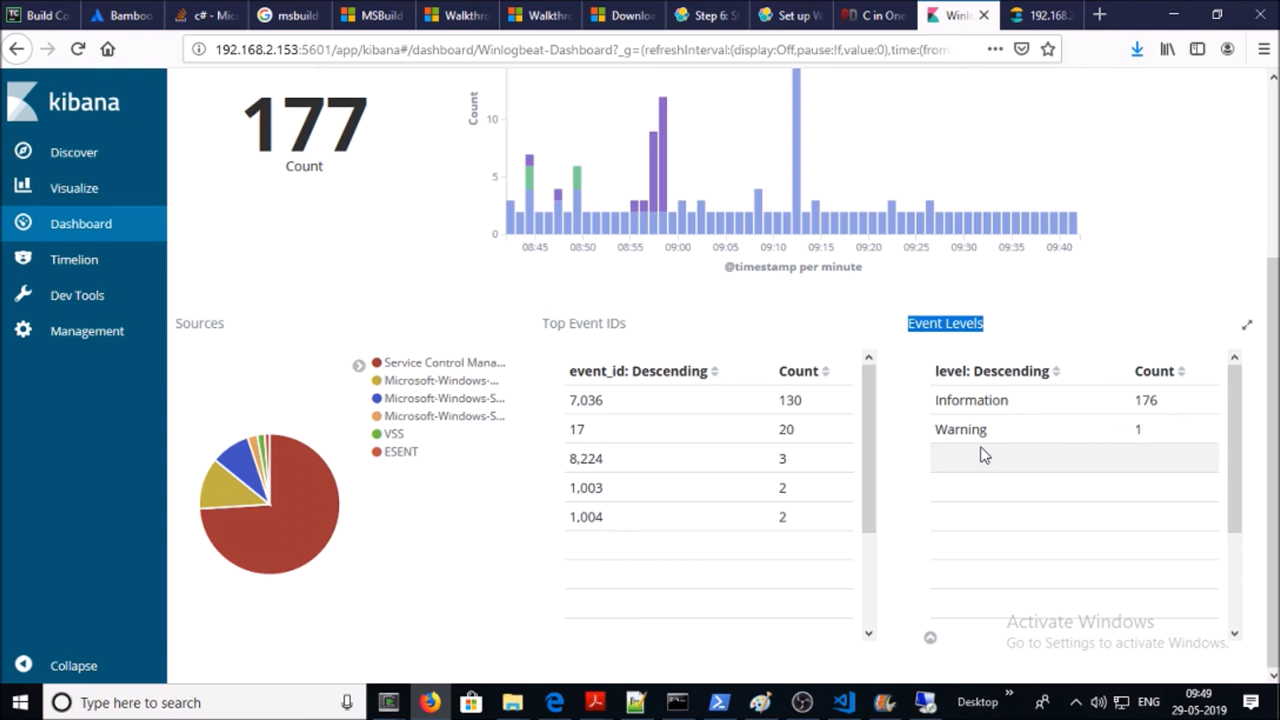 Build Co
Bamboo
c# - Mic
msbuild
MSBuild
Walkthro
Walkthro
Downloa
Step 6: S
Set up W
C in One
Winlo
192.168.2
192.168.2.153:5601/app/kibana#/dashboard/Winlogbeat-Dashboard?_g=(refreshInterval:(display:Off,pause:!f,value:0),time:(from
kibana
Discover
Visualize
Dashboard
Timelion
Dev Tools
Management
Collapse
177
Count
Count
10
5
0
08:45 08:50 08:55 09:00 09:05 09:10 09:15 09:20 09:25 09:30 09:35 09:40
@timestamp per minute
Sources
Service Control Mana...
Microsoft-Windows-...
Microsoft-Windows-S...
Microsoft-Windows-S...
VSS
ESENT
Top Event IDs
event_id: Descending Count
7,036 130
17 20
8,224 3
1,003 2
1,004 2
Event Levels
level: Descending Count
Information 176
Warning 1
Activate Windows
Go to Settings to activate Windows.
Type here to search
Desktop
ENG
09:49
29-05-2019